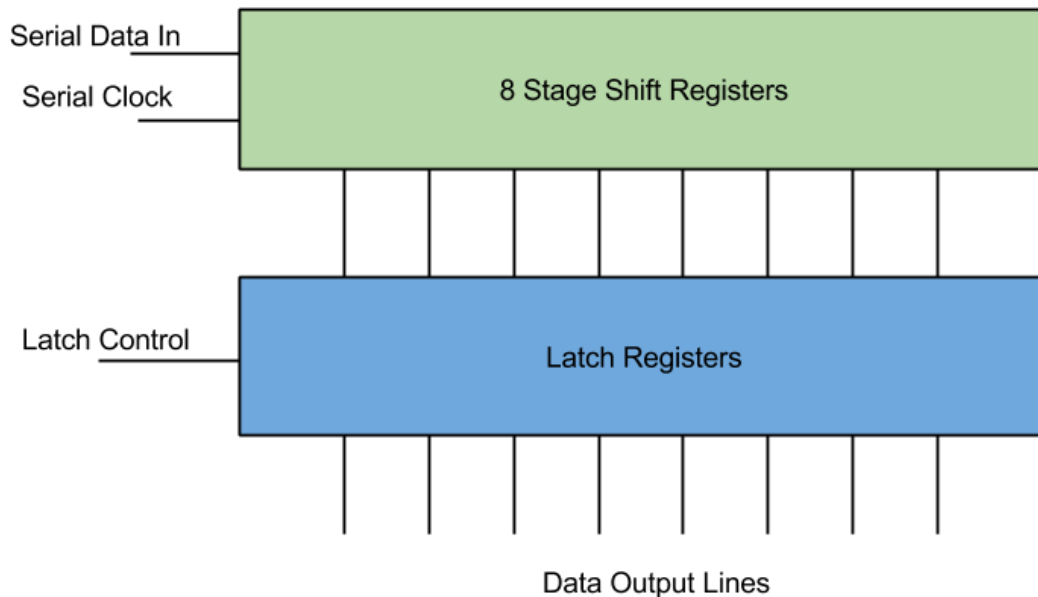 Serial Data In
Serial Clock
8 Stage Shift Registers
Latch Control
Latch Registers
Data Output Lines